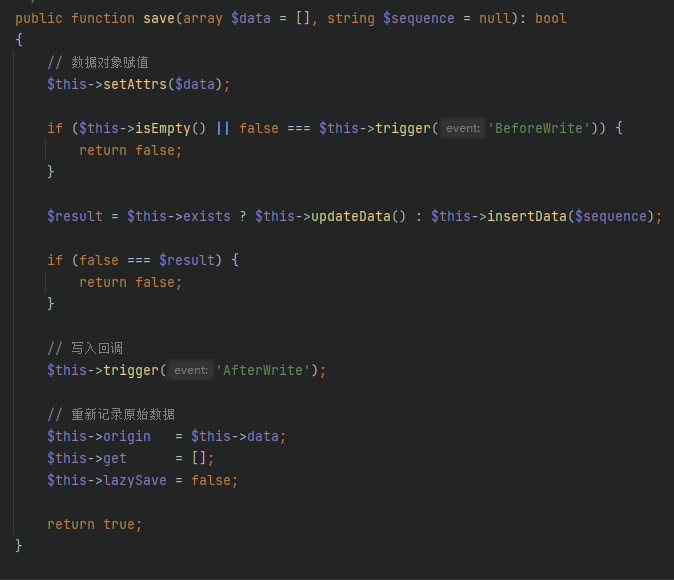 public function save(array $data = [], string $sequence = null): bool
{
    // 数据对象赋值
    $this->setAttrs($data);

    if ($this->isEmpty() || false === $this->trigger( event: 'BeforeWrite')) {
        return false;
    }

    $result = $this->exists ? $this->updateData() : $this->insertData($sequence);

    if (false === $result) {
        return false;
    }

    // 写入回调
    $this->trigger( event: 'AfterWrite');

    // 重新记录原始数据
    $this->origin   = $this->data;
    $this->get      = [];
    $this->lazySave = false;

    return true;
}